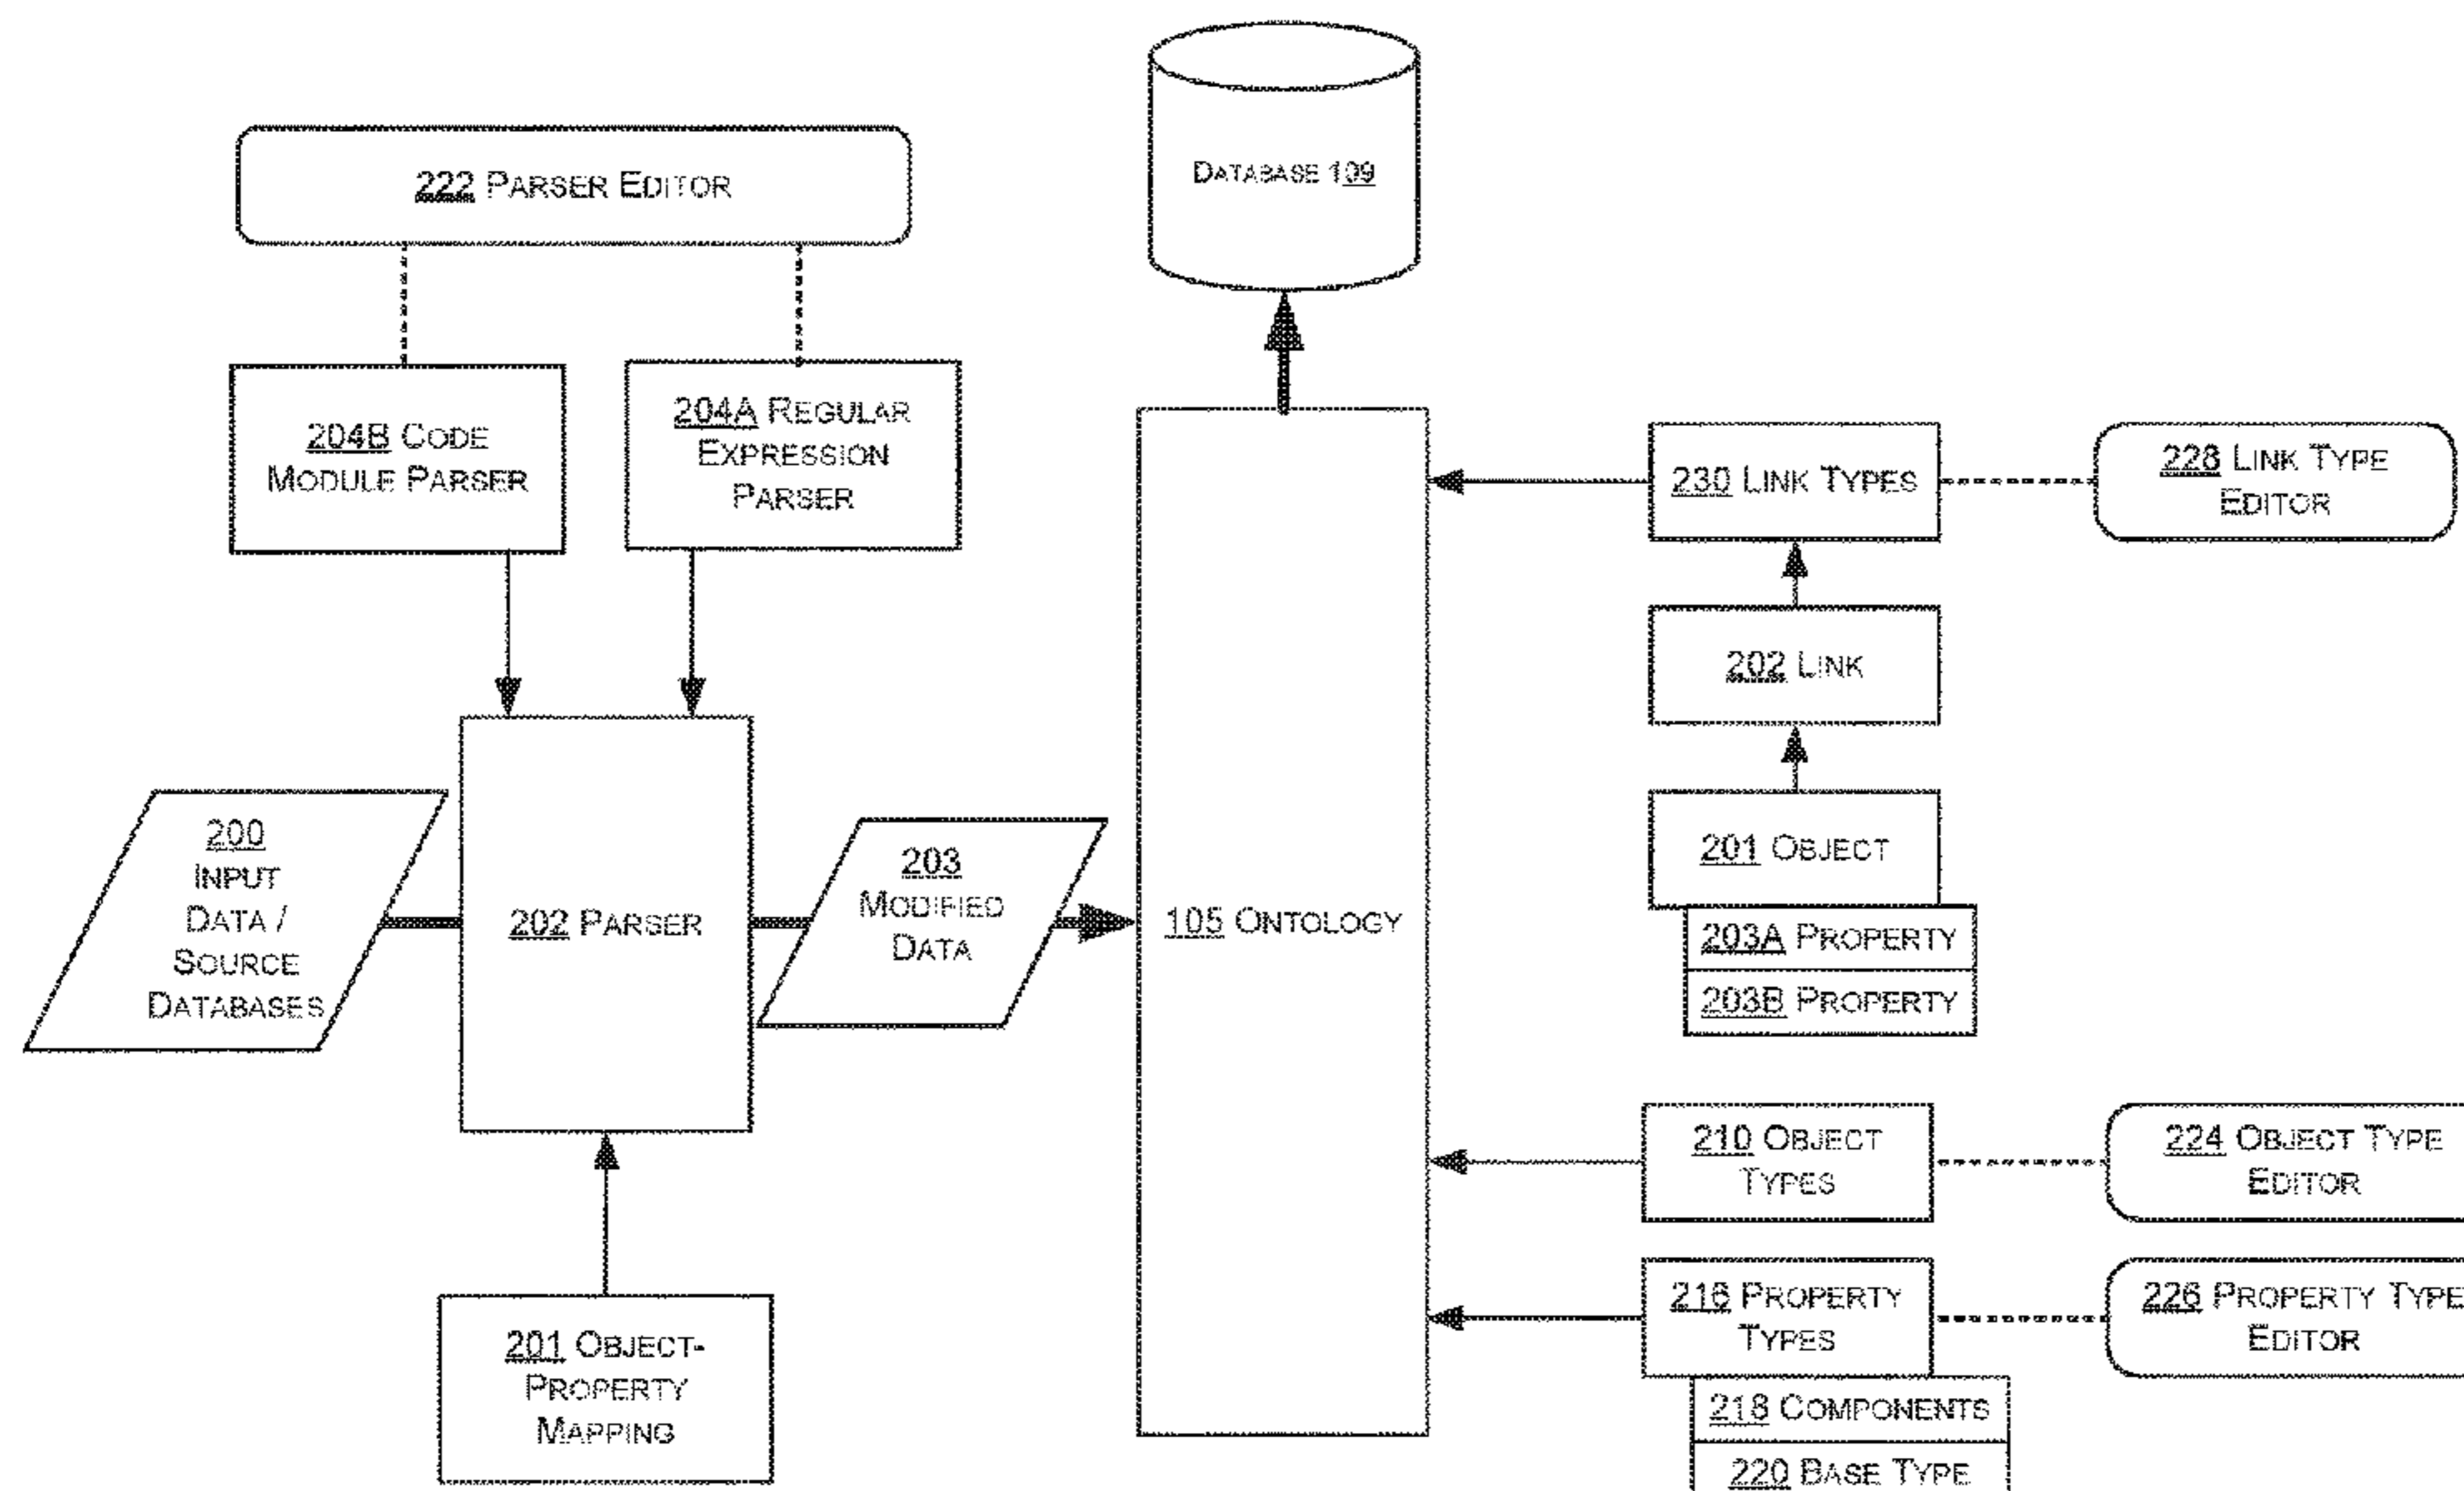 DATABASE 109
222 PARSER EDITOR
204B CODE
MODULE PARSER
204A REGULAR
EXPRESSION
PARSER
230 LINK TYPES
228 LINK TYPE
EDITOR
202 LINK
200
INPUT
DATA /
SOURCE
DATABASES
202 PARSER
203
MODIFIED
DATA
105 ONTOLOGY
201 OBJECT
203A PROPERTY
203B PROPERTY
210 OBJECT
TYPES
224 OBJECT TYPE
EDITOR
216 PROPERTY
TYPES
226 PROPERTY TYPE
EDITOR
218 COMPONENTS
220 BASE TYPE
201 OBJECT-
PROPERTY
MAPPING